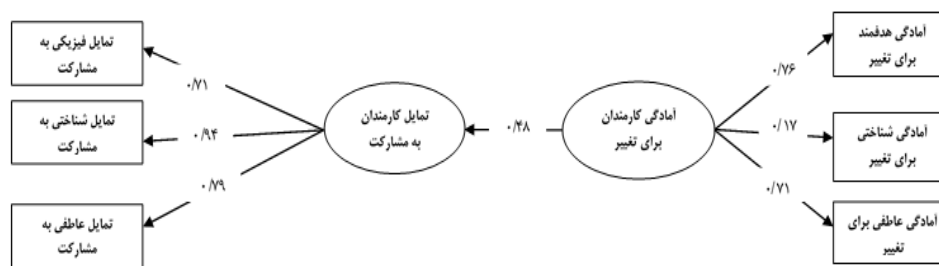 آمادگی هدفمند
برای تغییر
۰/۷۶
آمادگی شناختی
برای تغییر
۰/۱۷
آمادگی عاطفی برای
تغییر
۰/۷۱
آمادگی کارمندان
برای تغییر
۰/۴۸
تمایل کارمندان
به مشارکت
تمایل فیزیکی به
مشارکت
۰/۷۱
تمایل شناختی به
مشارکت
۰/۹۴
تمایل عاطفی به
مشارکت
۰/۷۹